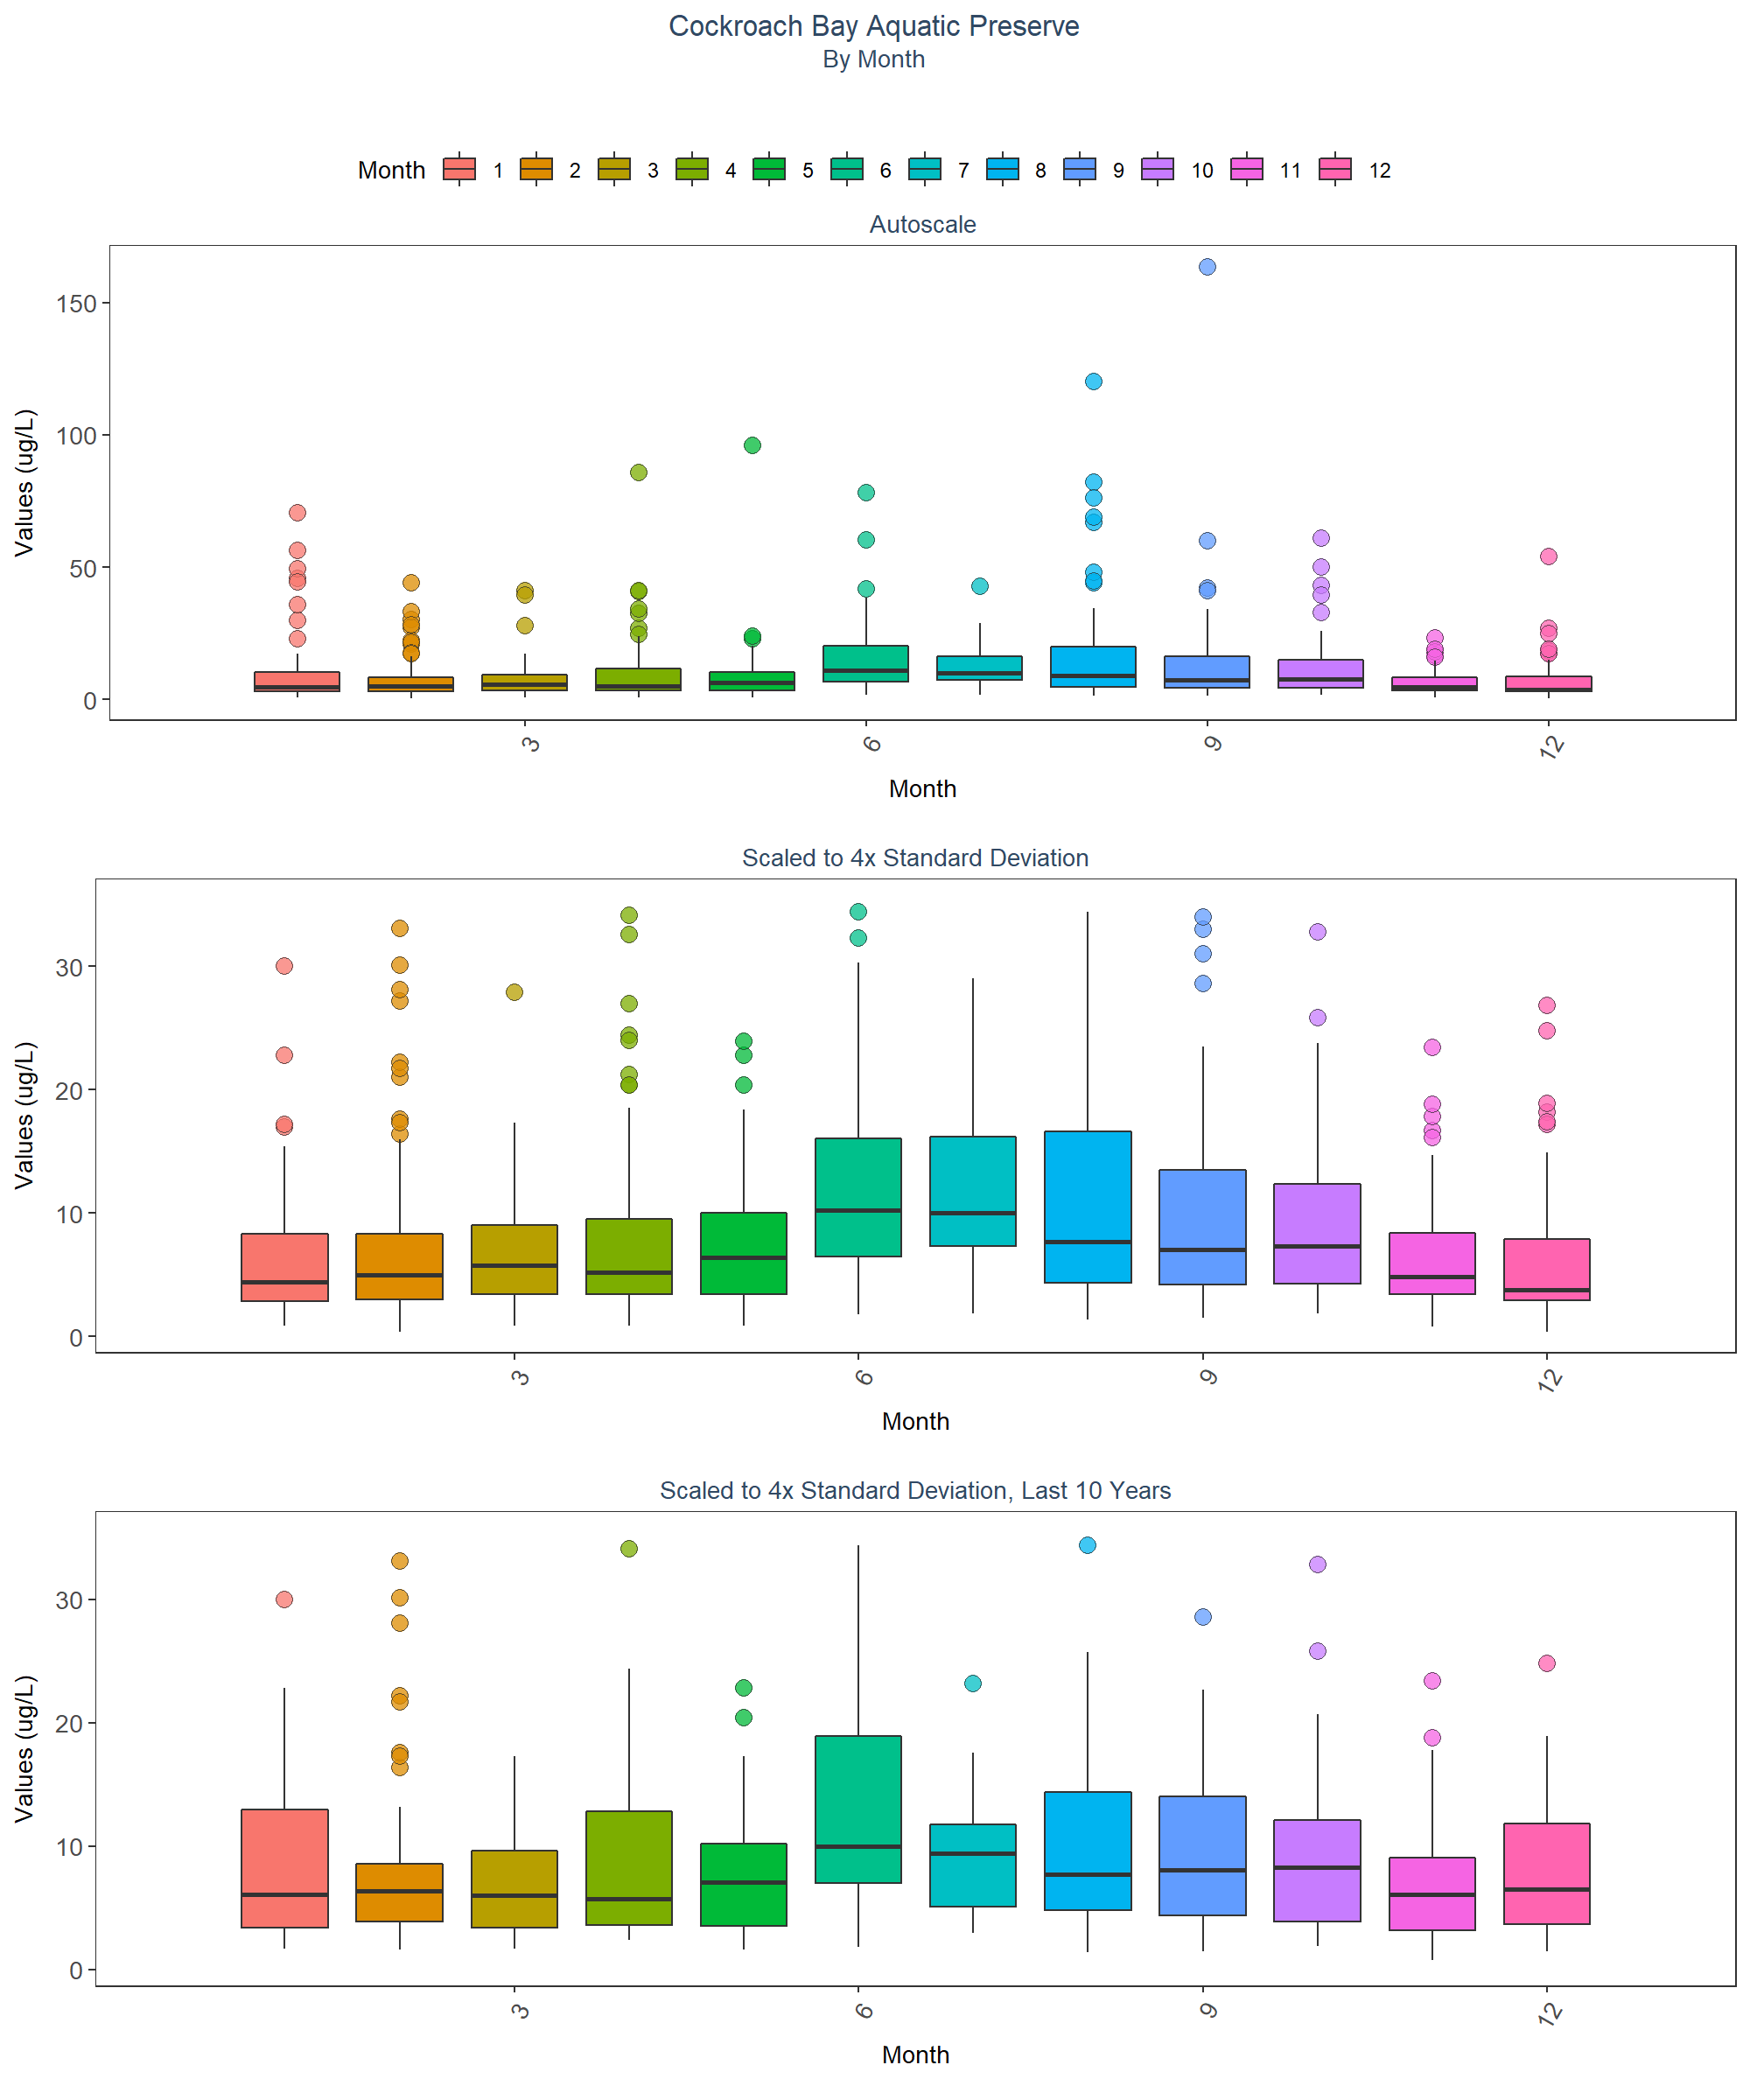 Cockroach Bay Aquatic Preserve
By Month
Month 1 2 3 4 5 6 7 8 9 10 11 12
Autoscale
Values (ug/L)
150
100
50
0
3 6 9 12
Month
Scaled to 4x Standard Deviation
Values (ug/L)
30
20
10
0
3 6 9 12
Month
Scaled to 4x Standard Deviation, Last 10 Years
Values (ug/L)
30
20
10
0
3 6 9 12
Month